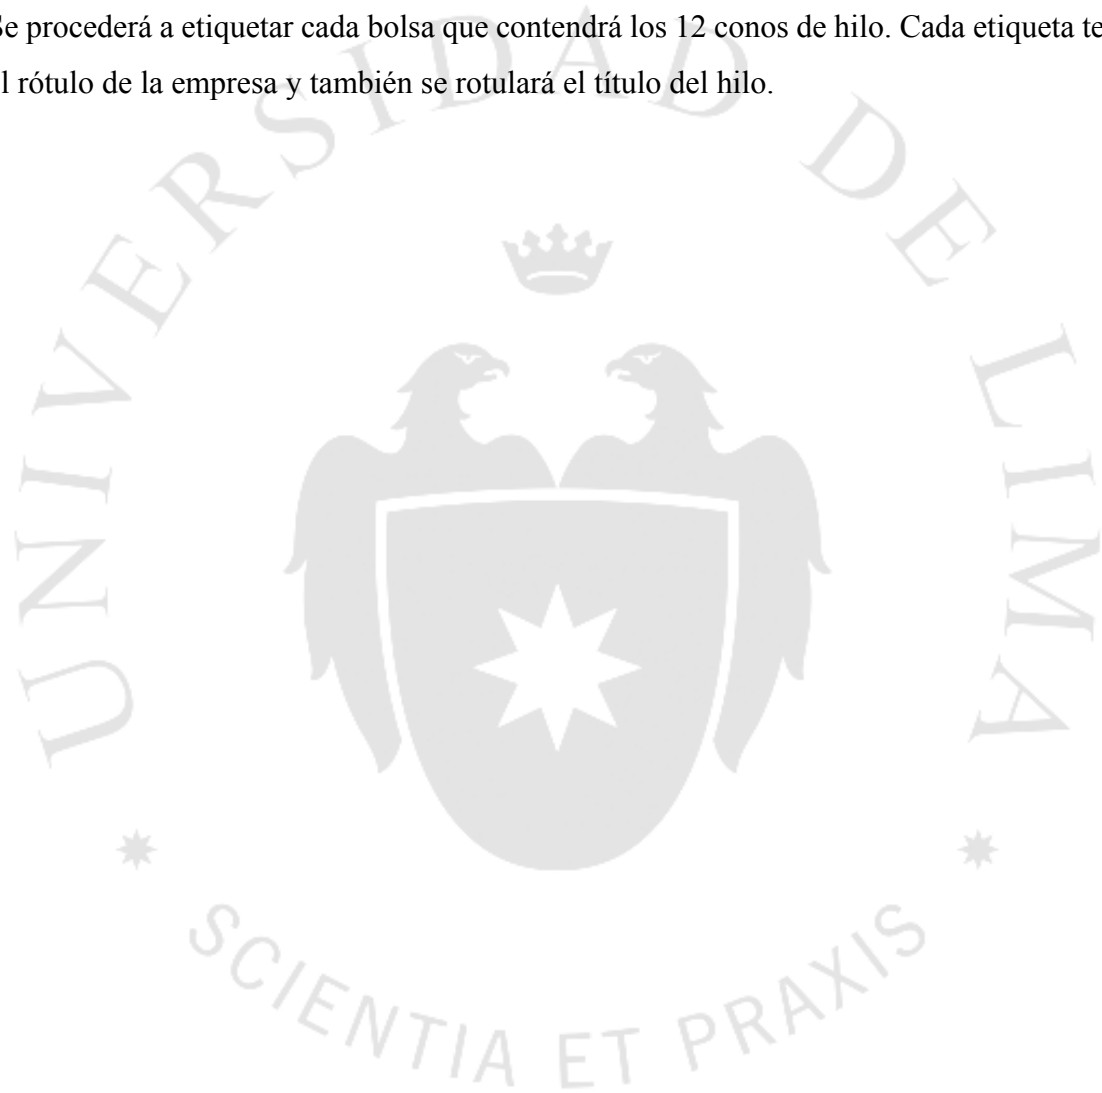 Se procederá a etiquetar cada bolsa que contendrá los 12 conos de hilo. Cada etiqueta te
l rótulo de la empresa y también se rotulará el título del hilo.
UNIVERSIDAD DE LIMA
SCIENTIA ET PRAXIS